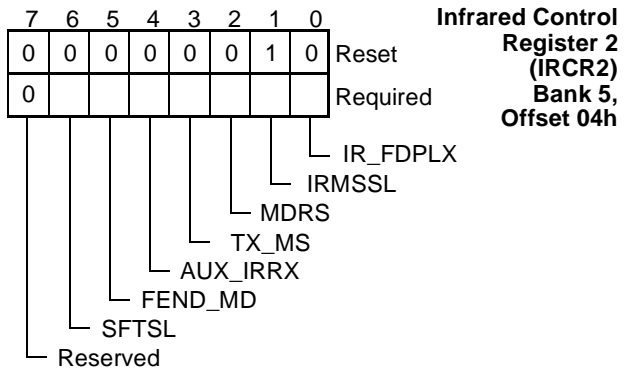 7 6 5 4 3 2 1 0
0 0 0 0 0 0 1 0 Reset
0 Required
Infrared Control
Register 2
(IRCR2)
Bank 5,
Offset 04h
IR_FDPLX
IRMSSL
MDRS
TX_MS
AUX_IRRX
FEND_MD
SFTSL
Reserved